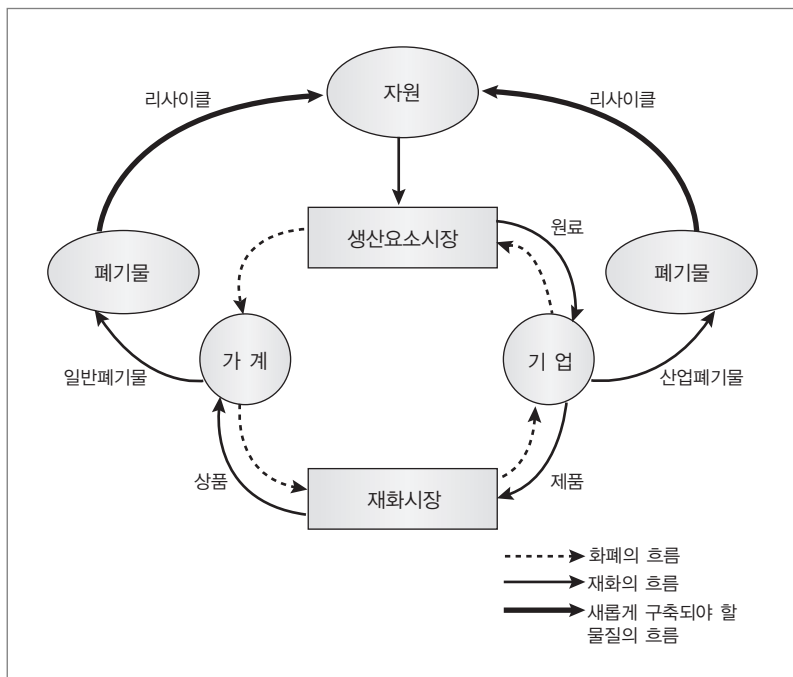 자원
리사이클
리사이클
생산요소시장
원료
폐기물
폐기물
가 계
기 업
일반폐기물
산업폐기물
상품
제품
재화시장
화폐의 흐름
재화의 흐름
새롭게 구축되야 할
물질의 흐름